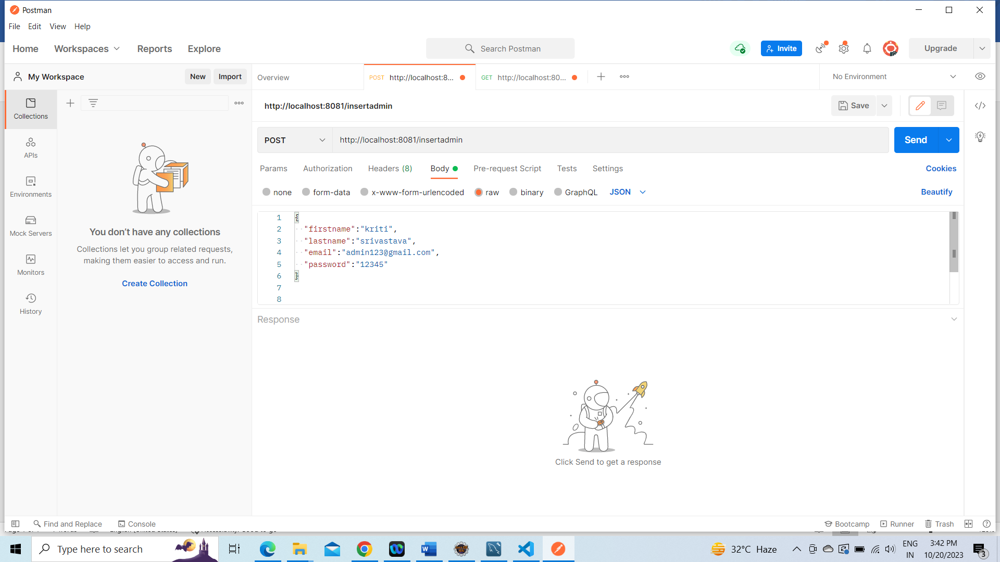 Postman
File Edit View Help
Home Workspaces Reports Explore
Search Postman
Invite
Upgrade
My Workspace
New Import
Overview
POST http://localhost:8...
GET http://localhost:80...
No Environment
Collections
APIs
Environments
Mock Servers
Monitors
History
You don't have any collections
Collections let you group related requests,
making them easier to access and run.
Create Collection
http://localhost:8081/insertadmin
Save
POST http://localhost:8081/insertadmin
Send
Params Authorization Headers (8) Body Pre-request Script Tests Settings
Cookies
none form-data x-www-form-urlencoded raw binary GraphQL JSON
Beautify
1 {
2 "firstname":"kriti",
3 "lastname":"srivastava",
4 "email":"admin123@gmail.com",
5 "password":"12345"
6 }
7
8
Response
Click Send to get a response
Find and Replace Console
Bootcamp Runner Trash
Type here to search
32°C Haze
ENG
IN
3:42 PM
10/20/2023
3